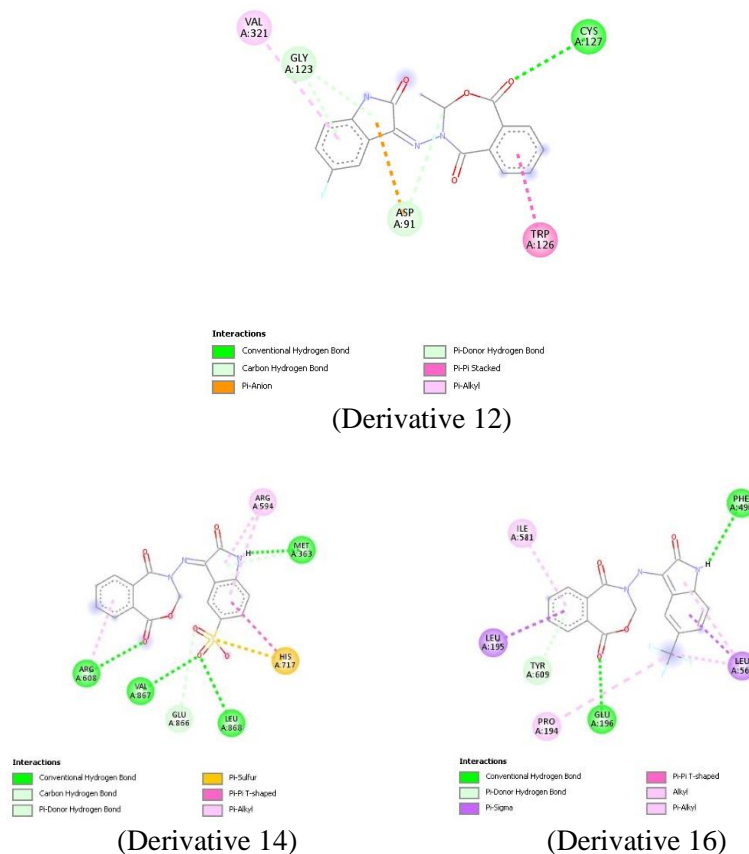 VAL
A:321
GLY
A:123
CYS
A:127
NH
O
O
O
N
N
O
F
ASP
A:91
TRP
A:126
Interactions
Conventional Hydrogen Bond
Carbon Hydrogen Bond
Pi-Anion
Pi-Donor Hydrogen Bond
Pi-Pi Stacked
Pi-Alkyl
(Derivative 12)
ARG
A:594
MET
A:363
HIS
A:717
ARG
A:608
VAL
A:867
GLU
A:866
LEU
A:868
Interactions
Conventional Hydrogen Bond
Carbon Hydrogen Bond
Pi-Donor Hydrogen Bond
Pi-Sulfur
Pi-Pi T-shaped
Pi-Alkyl
(Derivative 14)
PHE
ILE
A:581
LEU
A:195
TYR
A:609
PRO
A:194
GLU
A:196
LEU
Interactions
Conventional Hydrogen Bond
Pi-Donor Hydrogen Bond
Pi-Sigma
Pi-Pi T-shaped
Alkyl
Pi-Alkyl
(Derivative 16)